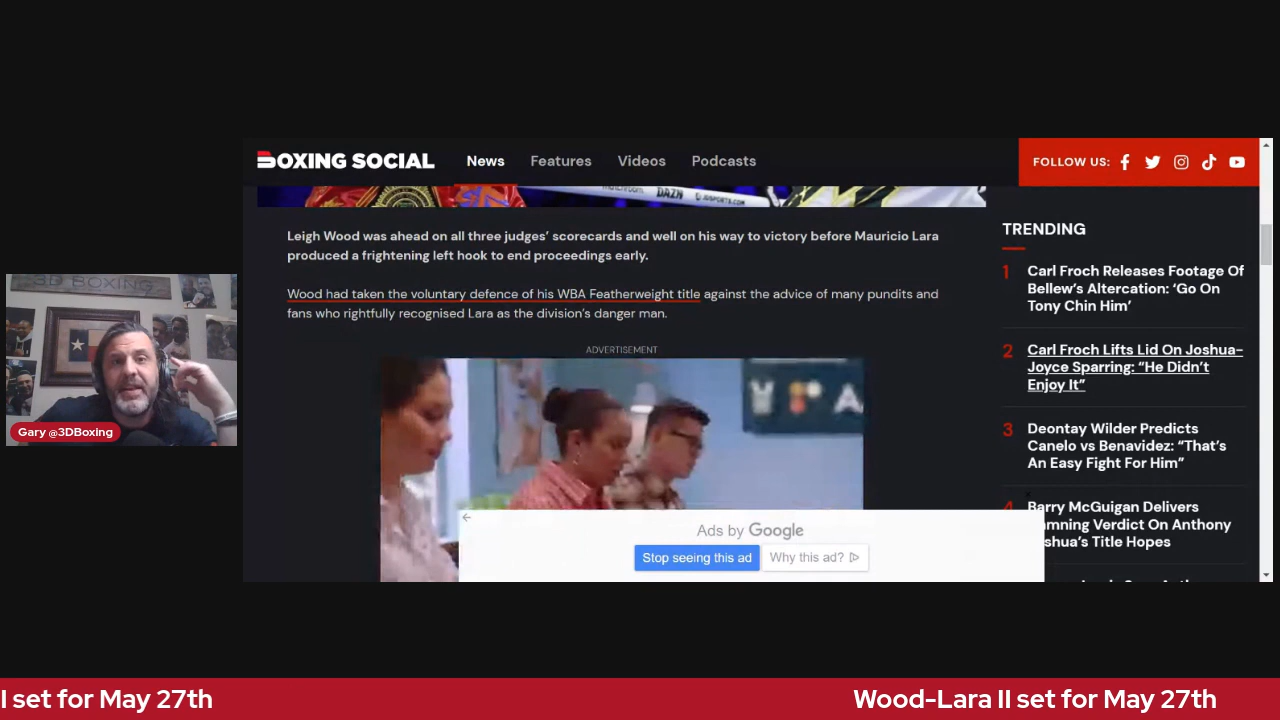 BOXING SOCIAL
News
Features
Videos
Podcasts
FOLLOW US:
DAZN
JDSPORTS.COM
Leigh Wood was ahead on all three judges’ scorecards and well on his way to victory before Mauricio Lara
produced a frightening left hook to end proceedings early.
Wood had taken the voluntary defence of his WBA Featherweight title against the advice of many pundits and
fans who rightfully recognised Lara as the division’s danger man.
ADVERTISEMENT
Ads by Google
Stop seeing this ad
Why this ad?
TRENDING
1
Carl Froch Releases Footage Of
Bellew’s Altercation: ‘Go On
Tony Chin Him’
2
Carl Froch Lifts Lid On Joshua–
Joyce Sparring: “He Didn’t
Enjoy It”
3
Deontay Wilder Predicts
Canelo vs Benavidez: “That’s
An Easy Fight For Him”
Barry McGuigan Delivers
Verdict On Anthony
Title Hopes
3D BOXING
Gary @3DBoxing
I set for May 27th
Wood-Lara II set for May 27th